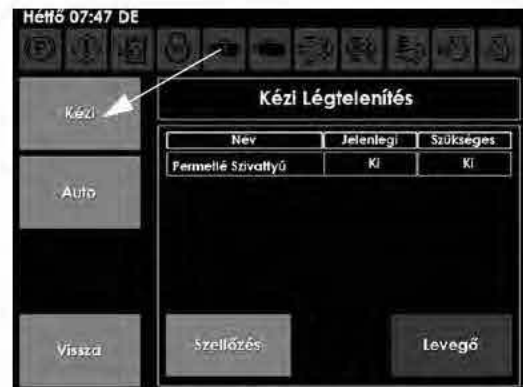 Hétfő 07:47 DE
Kézi
Kézi Légtelenítés
Név Jelenlegi Szükséges
Permetlé Szivattyú Ki Ki
Auto
Vissza
Szellőzés
Levegő